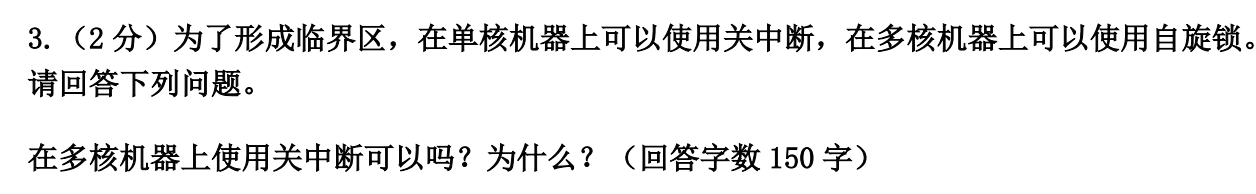 3. （2 分）为了形成临界区，在单核机器上可以使用关中断，在多核机器上可以使用自旋锁。
请回答下列问题。
在多核机器上使用关中断可以吗？为什么？（回答字数 150 字）